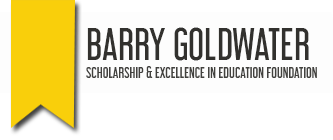 BARRY GOLDWATER
SCHOLARSHIP & EXCELLENCE IN EDUCATION FOUNDATION